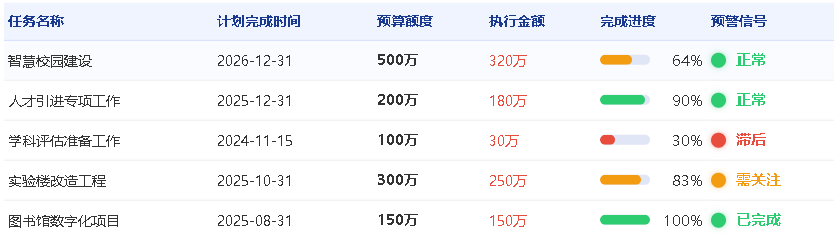 任务名称 计划完成时间 预算额度 执行金额 完成进度 预警信号
智慧校园建设 2026-12-31 500万 320万 64% 正常
人才引进专项工作 2025-12-31 200万 180万 90% 正常
学科评估准备工作 2024-11-15 100万 30万 30% 滞后
实验楼改造工程 2025-10-31 300万 250万 83% 需关注
图书馆数字化项目 2025-08-31 150万 150万 100% 已完成